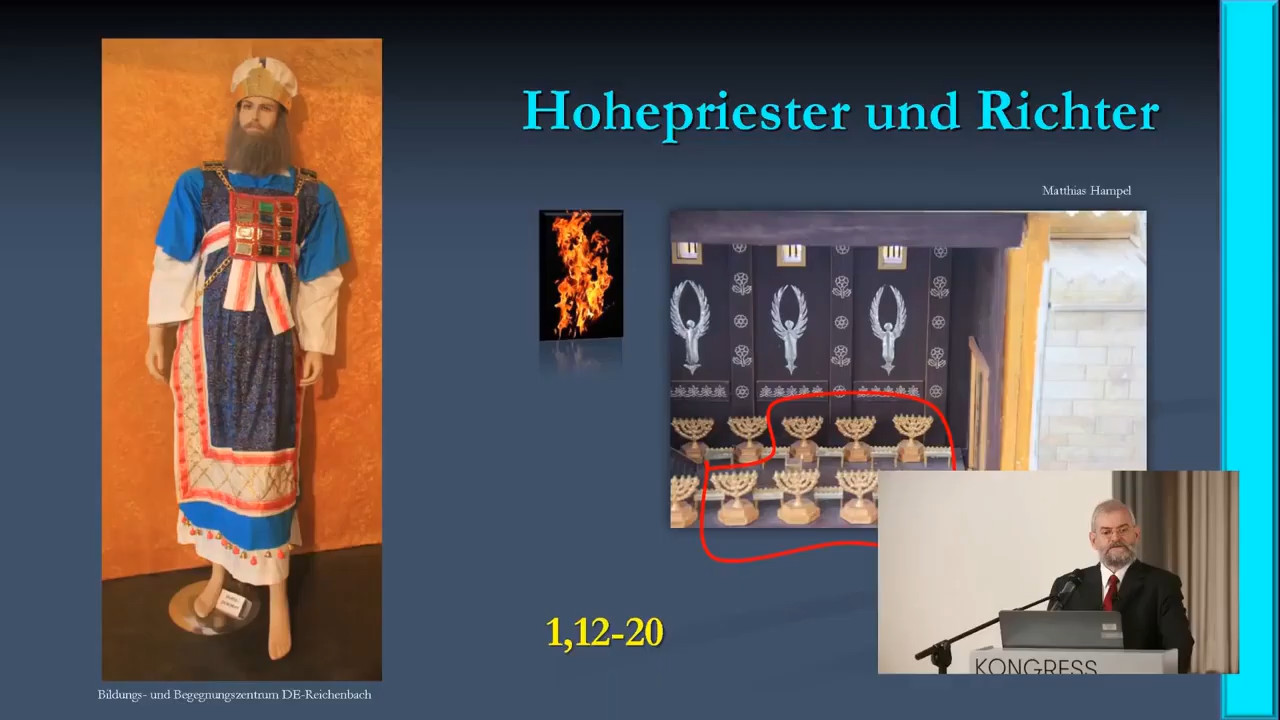 Hohepriester und Richter
Matthias Hampel
1,12-20
KONGRESS
Bildungs- und Begegnungszentrum DE-Reichenbach